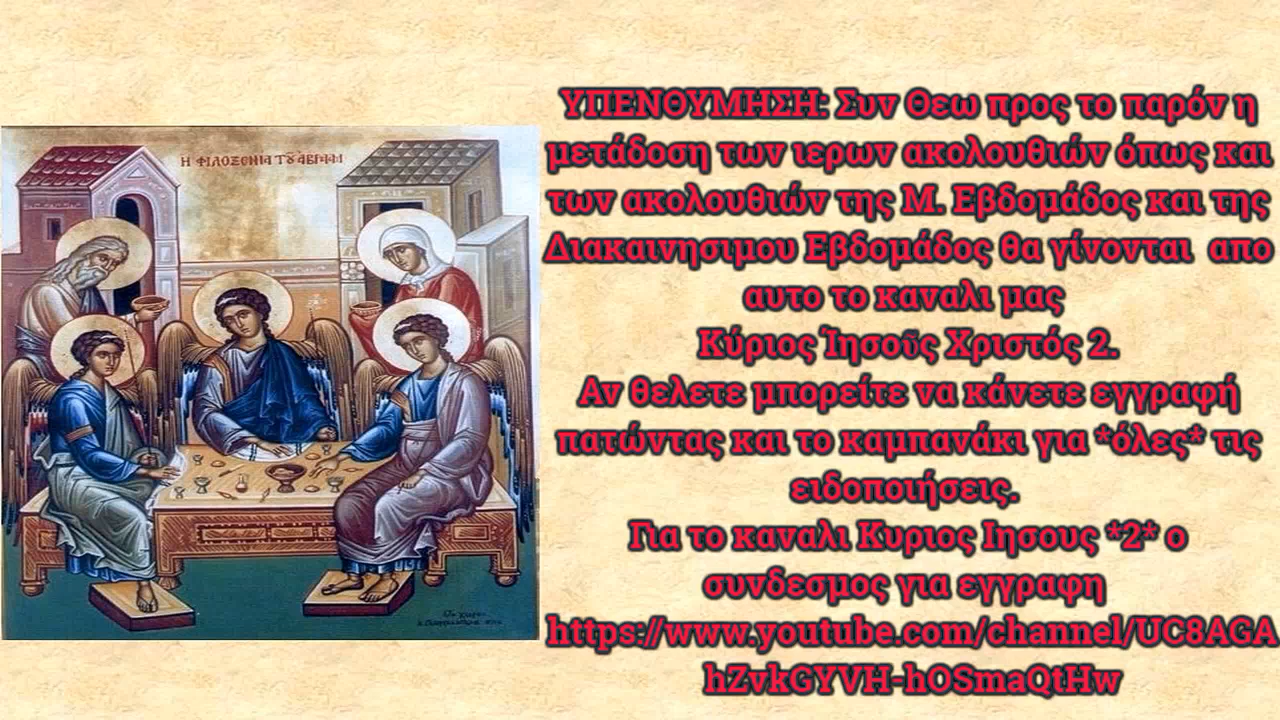 Η ΦΙΛΟΞΕΝΙΑ ΤΟΥ ΑΒΡΑΑΜ
ΥΠΕΝΘΥΜΗΣΗ: Συν Θεω προς το παρόν η
μετάδοση των ιερων ακολουθιών όπως και
των ακολουθιών της Μ. Εβδομάδος και της
Διακαινησιμου Εβδομάδος θα γίνονται απο
αυτο το καναλι μας
Κύριος Ἰησοῦς Χριστός 2.
Αν θελετε μπορείτε να κάνετε εγγραφή
πατώντας και το καμπανάκι για *όλες* τις
ειδοποιήσεις.
Για το καναλι Κυριος Ιησους *2* ο
συνδεσμος για εγγραφη
https://www.youtube.com/channel/UC8AGA
hZvkGYVH-hOSmaQtHw